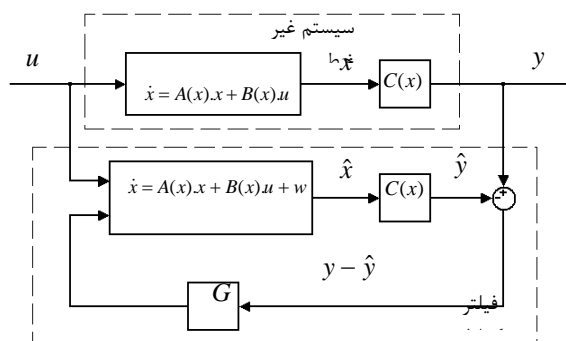 سیستم غیر
u
x
y
ẋ = A(x).x + B(x).u
C(x)
ẋ = A(x).x + B(x).u + w
x̂
ŷ
C(x)
- +
y − ŷ
G
فیلتر